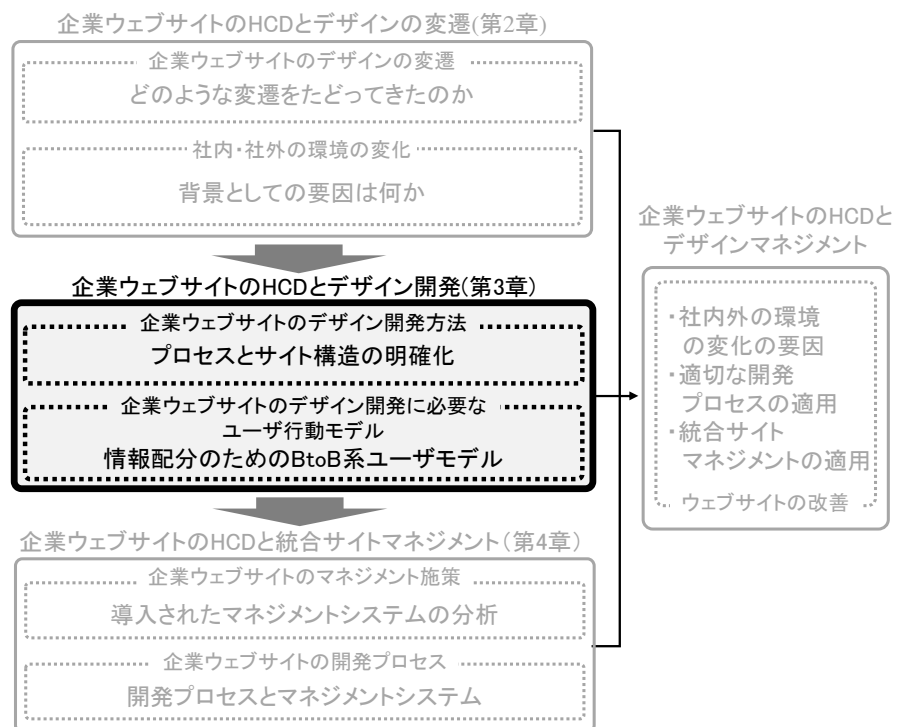 企業ウェブサイトのHCDとデザインの変遷(第2章)
企業ウェブサイトのデザインの変遷
どのような変遷をたどってきたのか
社内・社外の環境の変化
背景としての要因は何か
企業ウェブサイトのHCDとデザイン開発(第3章)
企業ウェブサイトのデザイン開発方法
プロセスとサイト構造の明確化
企業ウェブサイトのデザイン開発に必要な
ユーザ行動モデル
情報配分のためのBtoB系ユーザモデル
企業ウェブサイトのHCDと統合サイトマネジメント(第4章)
企業ウェブサイトのマネジメント施策
導入されたマネジメントシステムの分析
企業ウェブサイトの開発プロセス
開発プロセスとマネジメントシステム
企業ウェブサイトのHCDと
デザインマネジメント
・社内外の環境
の変化の要因
・適切な開発
プロセスの適用
・統合サイト
マネジメントの適用
ウェブサイトの改善